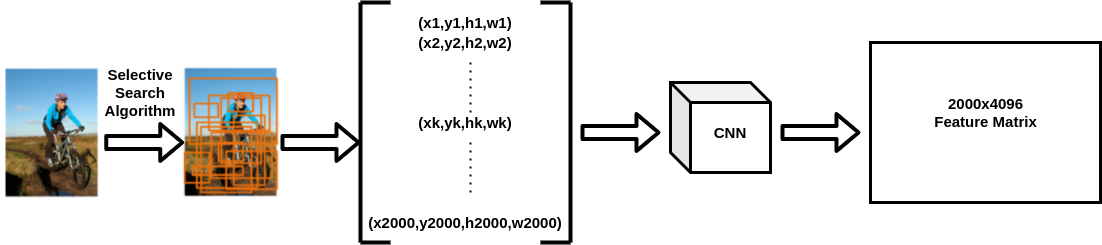 Selective
Search
Algorithm
(x1,y1,h1,w1)
(x2,y2,h2,w2)
(xk,yk,hk,wk)
(x2000,y2000,h2000,w2000)
CNN
2000x4096
Feature Matrix